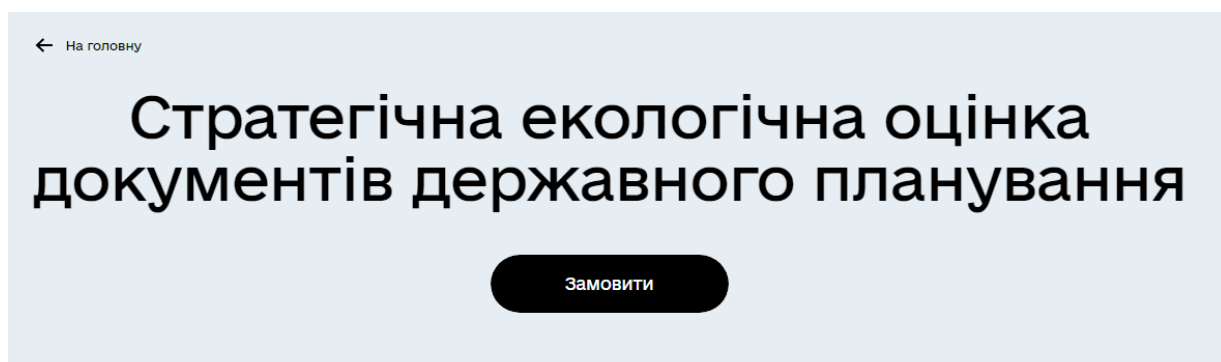 На головну
Стратегічна екологічна оцінка
документів державного планування
Замовити